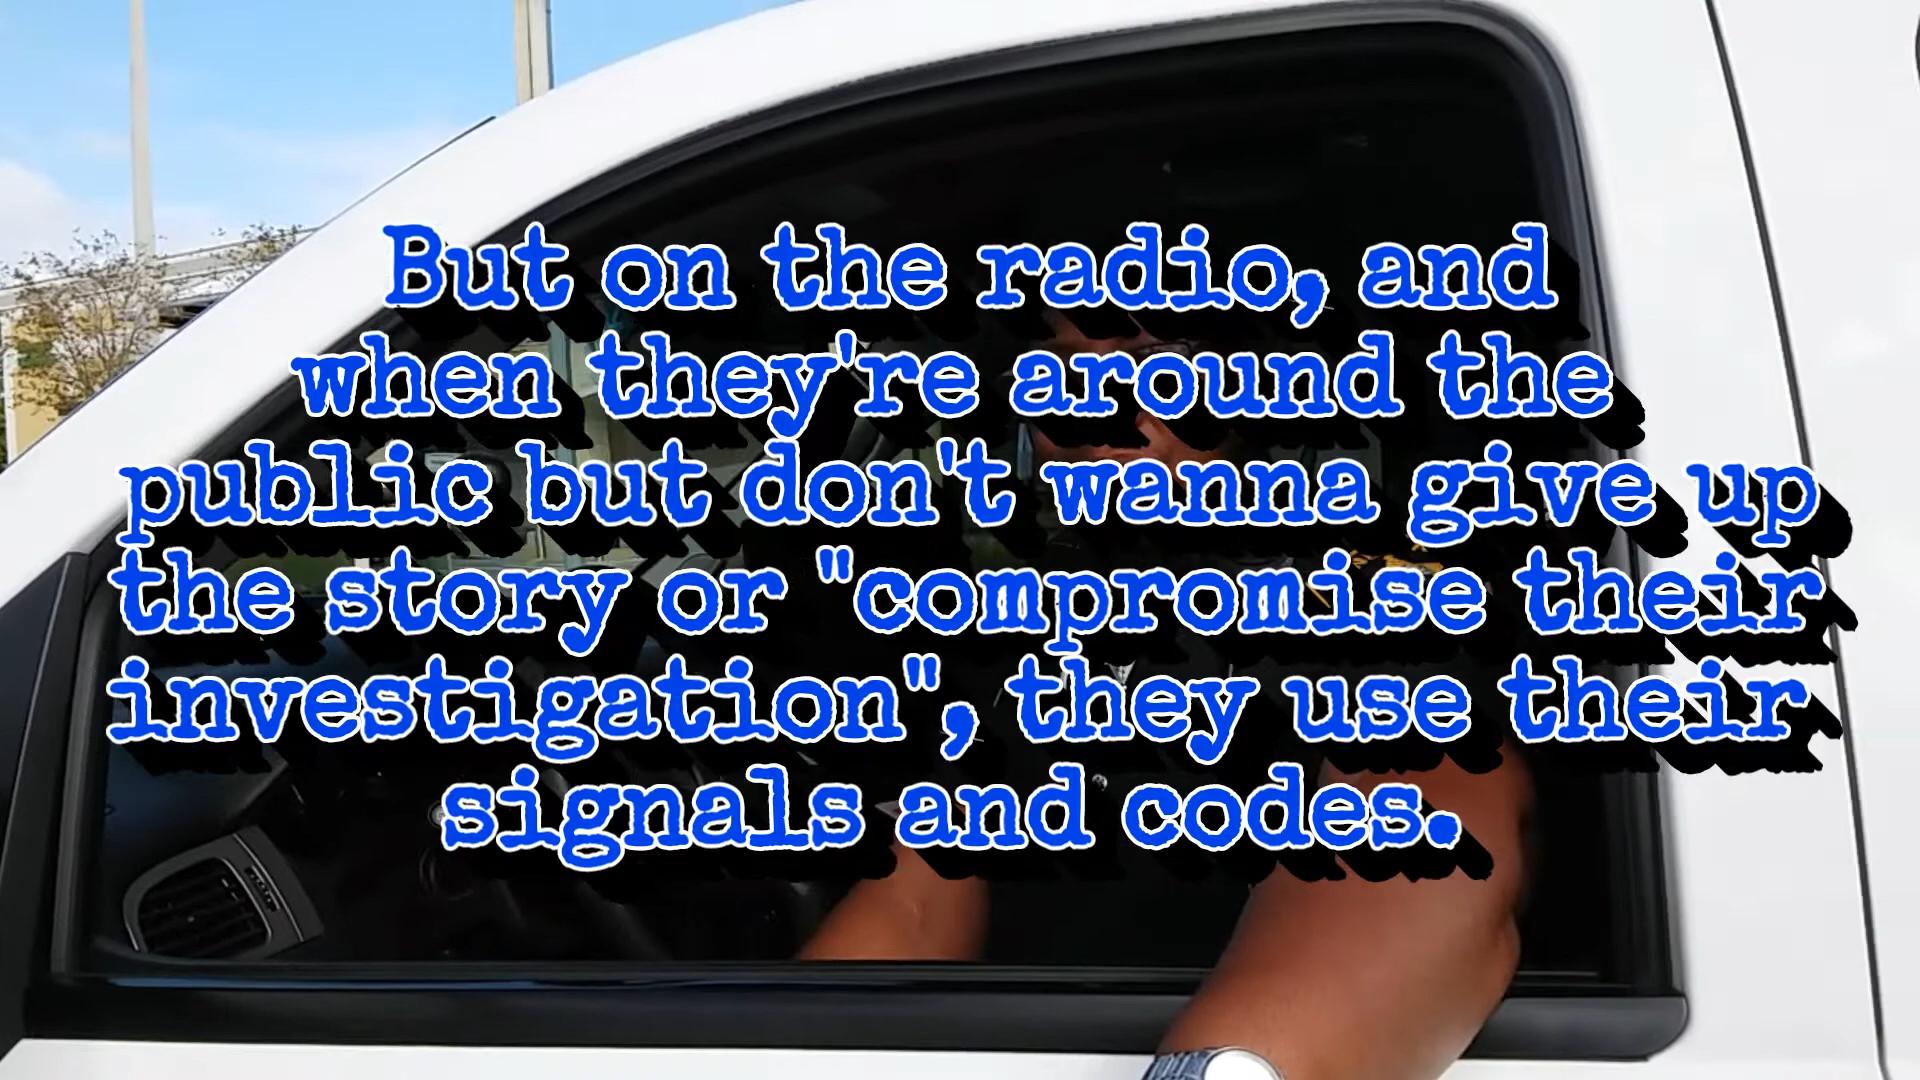 But on the radio, and
when they're around the
public but don't wanna give up
the story or "compromise their
investigation", they use their
signals and codes.